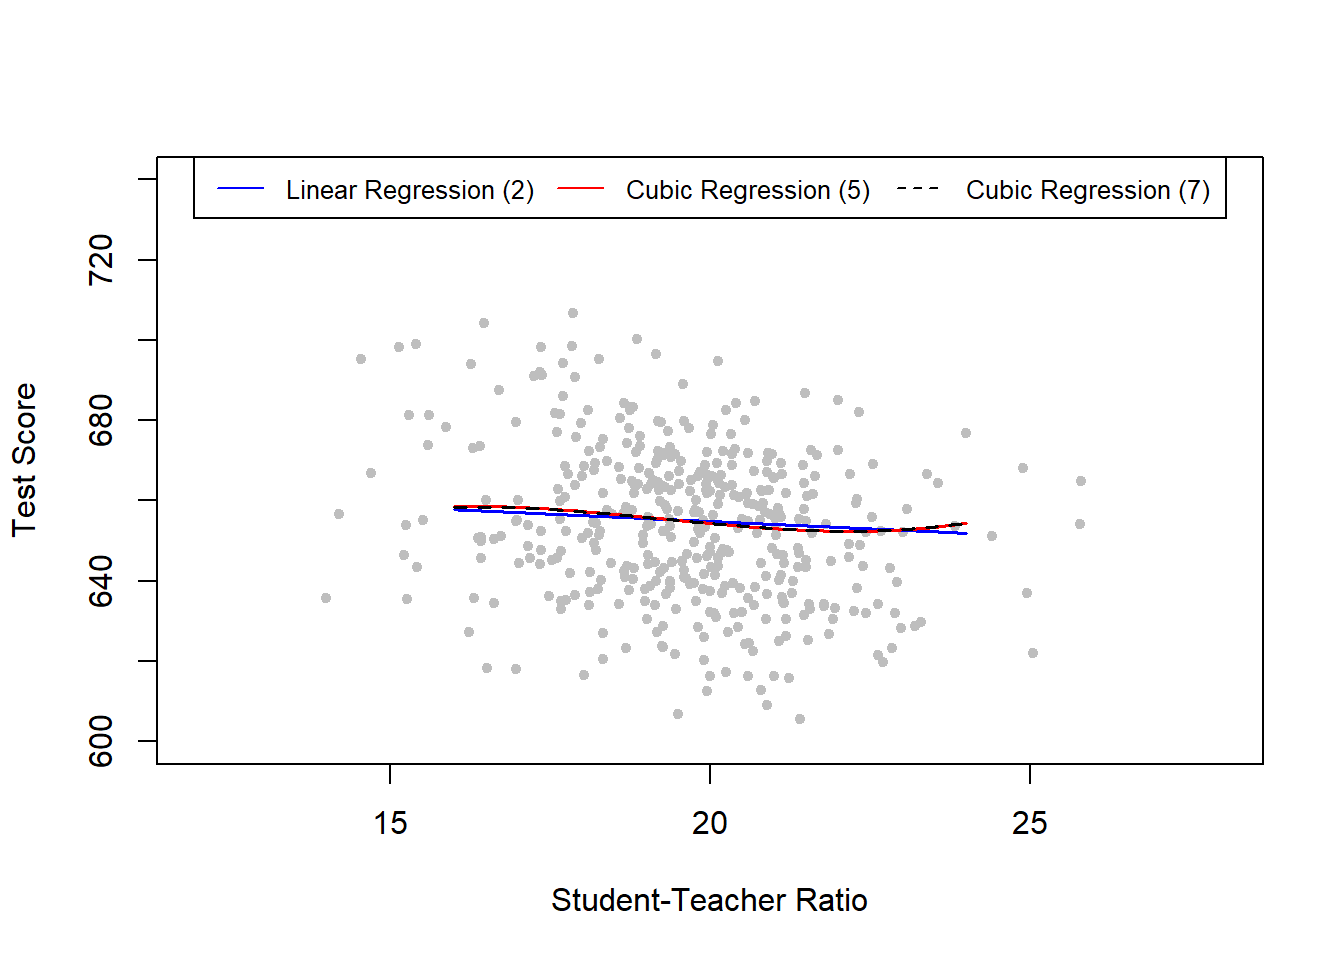 Linear Regression (2) Cubic Regression (5) Cubic Regression (7)
720
680
640
600
Test Score
15 20 25
Student-Teacher Ratio